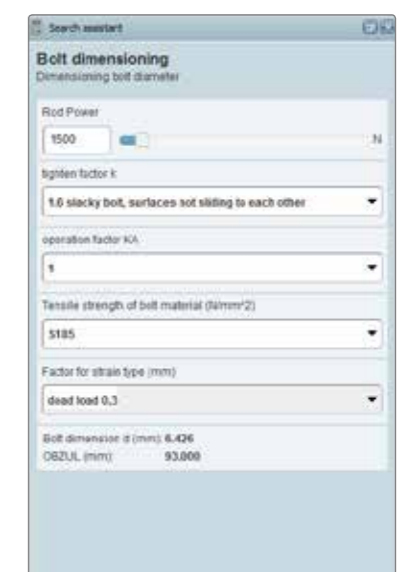 Search assistant
Bolt dimensioning
Dimensioning bolt diameter
Rod Power
1500
N
tighten factor k
1.6 slacky bolt, surfaces not sliding to each other
operation factor KA
1
Tensile strength of bolt material (N/mm^2)
5185
Factor for strain type (mm)
dead load 0.3
Bolt dimension d (mm): 6.426
OBZUL (mm): 93.000